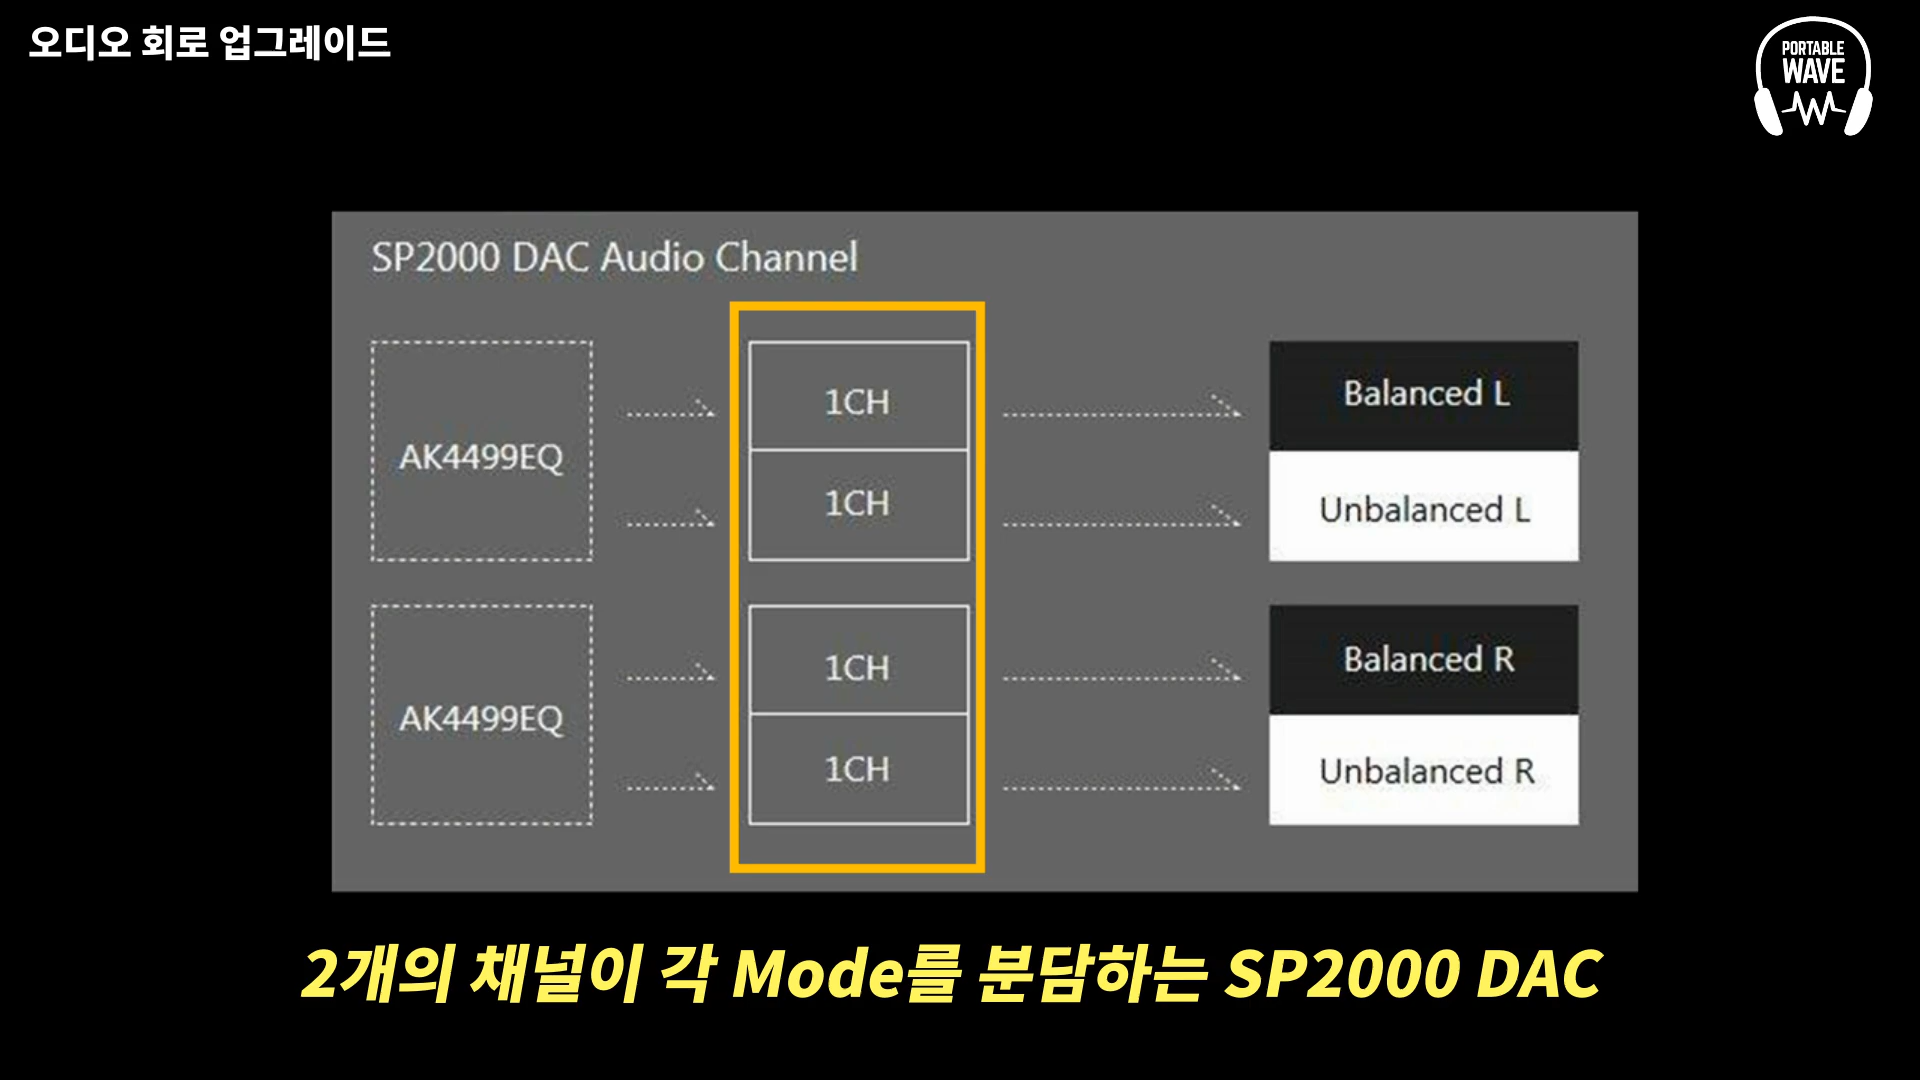 오디오 회로 업그레이드
PORTABLE
WAVE
SP2000 DAC Audio Channel
AK4499EQ
1CH
1CH
Balanced L
Unbalanced L
AK4499EQ
1CH
1CH
Balanced R
Unbalanced R
2개의 채널이 각 Mode를 분담하는 SP2000 DAC